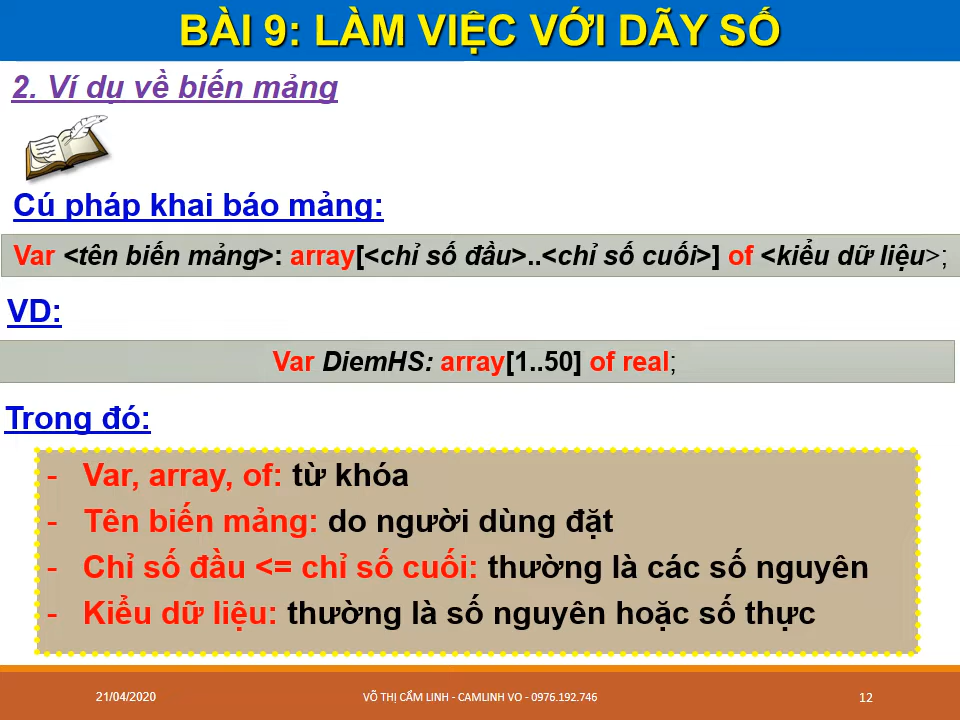 BÀI 9: LÀM VIỆC VỚI DÃY SỐ
2. Ví dụ về biến mảng
Cú pháp khai báo mảng:
Var <tên biến mảng>: array[<chỉ số đầu>..<chỉ số cuối>] of <kiểu dữ liệu>;
VD:
Var DiemHS: array[1..50] of real;
Trong đó:
- Var, array, of: từ khóa
- Tên biến mảng: do người dùng đặt
- Chỉ số đầu <= chỉ số cuối: thường là các số nguyên
- Kiểu dữ liệu: thường là số nguyên hoặc số thực
21/04/2020 VÕ THỊ CẨM LINH - CAMLINH VO - 0976.192.746 12